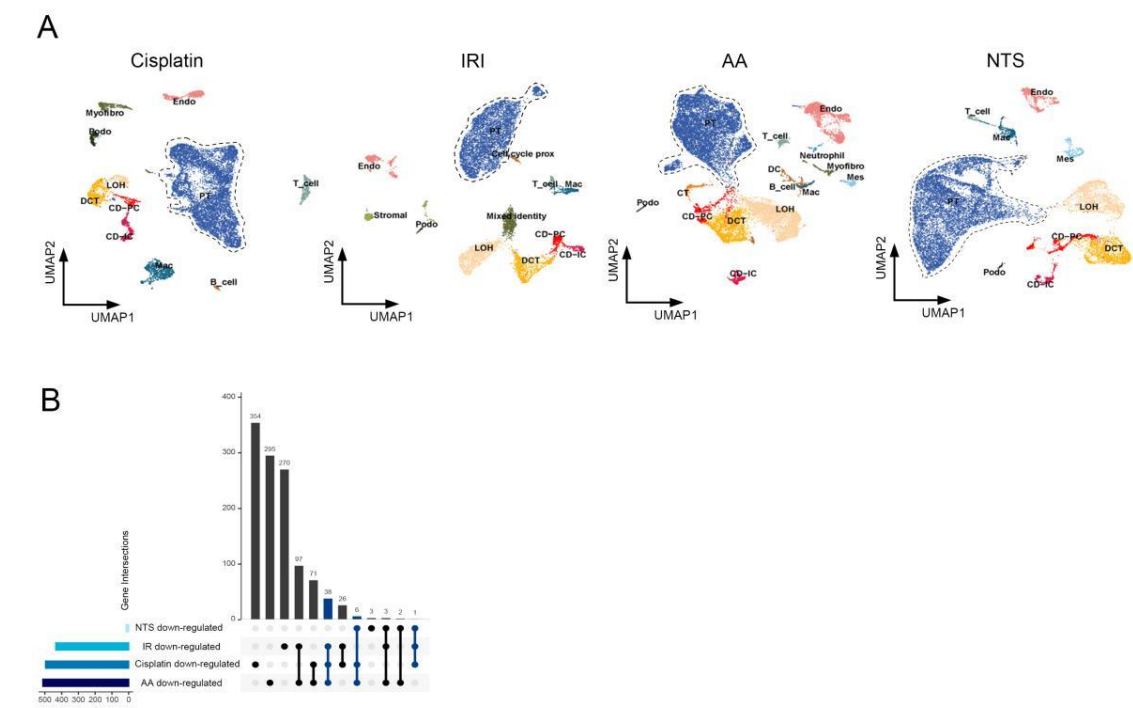 A
Cisplatin
IRI
AA
NTS
Endo
Myofibro
Podo
PT
LOH
DCT
CD-PC
CD-IC
Mac
B_cell
UMAP2
UMAP1
PT
Cell cycle prox
Endo
T_cell
T_cell
Mac
Stromal
Podo
Mixed identity
LOH
CD-PC
DCT
CD-IC
UMAP2
UMAP1
PT
Endo
T_cell
Neutrophil
DC
Myofibro
Mes
B_cell
Mac
CT
Podo
CD-PC
DCT
LOH
CD-IC
UMAP2
UMAP1
Endo
T_cell
Mac
Mes
PT
LOH
CD-PC
DCT
Podo
CD-IC
UMAP2
UMAP1
B
Gene Intersections
400
300
200
100
0
354
295
270
97
71
38
26
6
3
3
2
1
NTS down-regulated
IR down-regulated
Cisplatin down-regulated
AA down-regulated
500 400 300 200 100 0